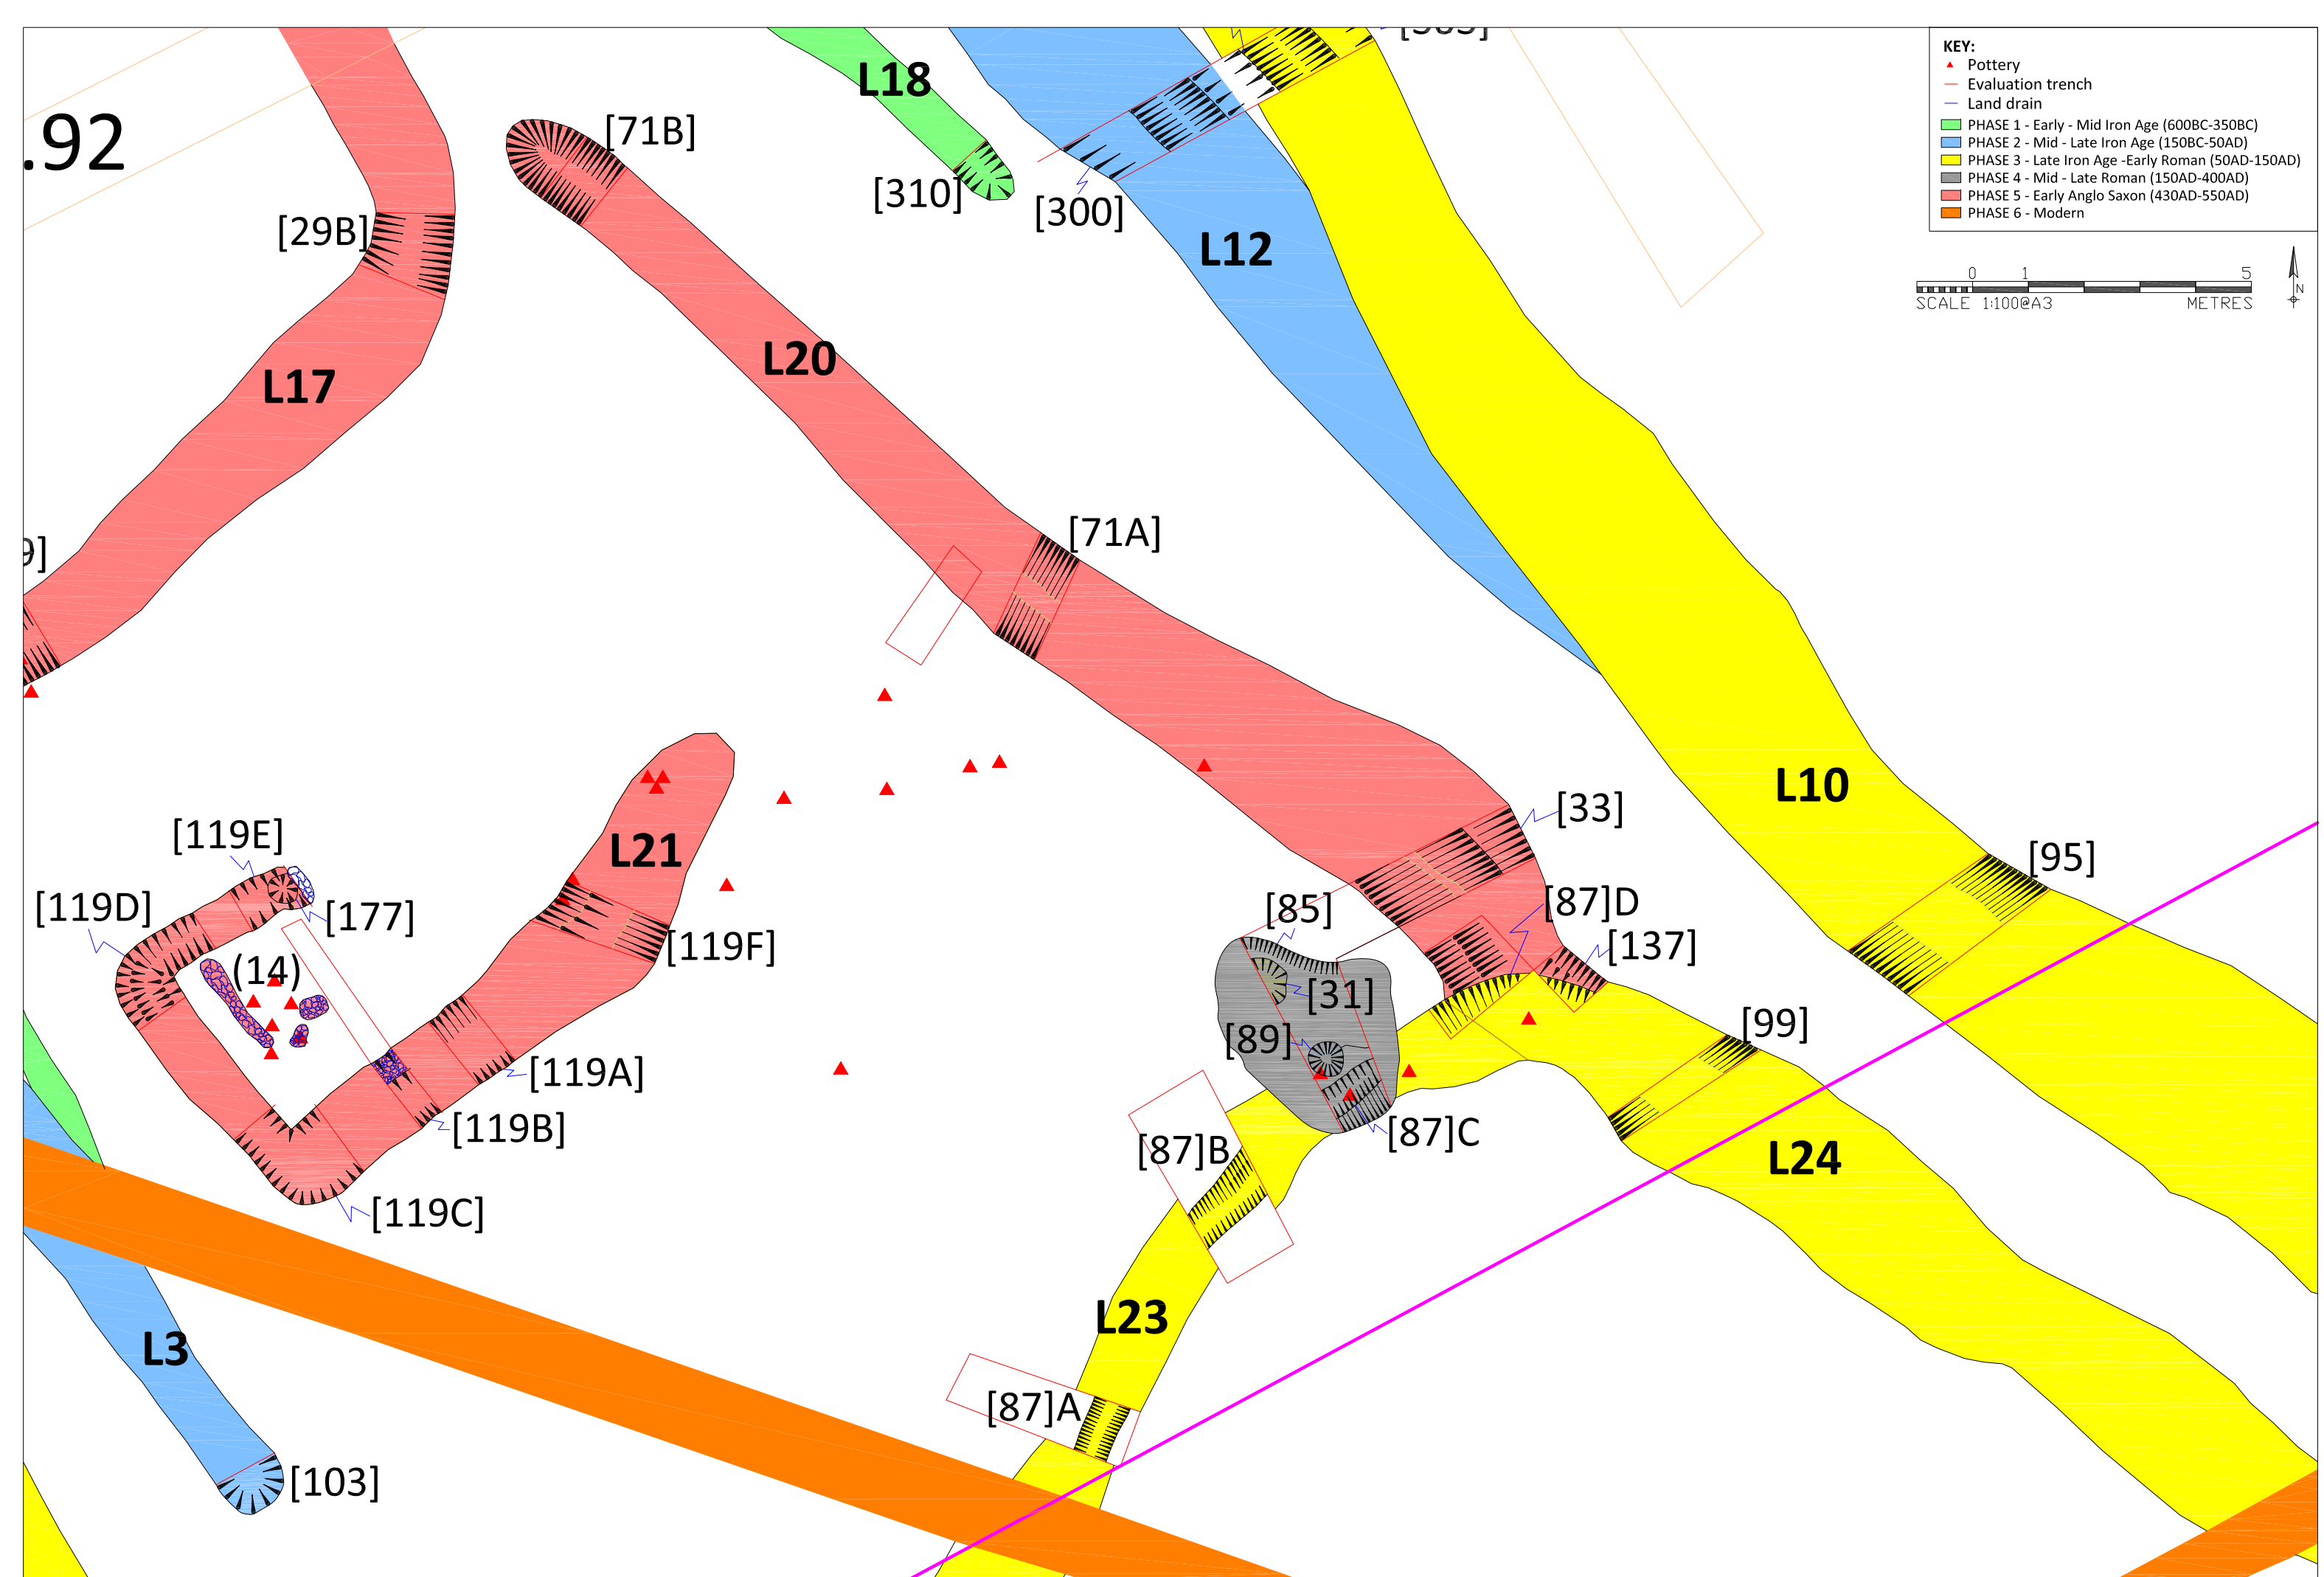 KEY:
Pottery
Evaluation trench
Land drain
PHASE 1 - Early - Mid Iron Age (600BC-350BC)
PHASE 2 - Mid - Late Iron Age (150BC-50AD)
PHASE 3 - Late Iron Age -Early Roman (50AD-150AD)
PHASE 4 - Mid - Late Roman (150AD-400AD)
PHASE 5 - Early Anglo Saxon (430AD-550AD)
PHASE 6 - Modern
0 1 5
SCALE 1:100@A3 METRES
N
L18
.92
[71B]
[310]
[300]
[29B]
L12
L20
L17
[71A]
9]
L10
[33]
[119E]
L21
[95]
[119D]
[177]
[85]
[87]D
[119F]
[137]
(14)
[31]
[89]
[99]
[119A]
[119B]
[87]C
[87]B
L24
[119C]
L23
L3
[87]A
[103]